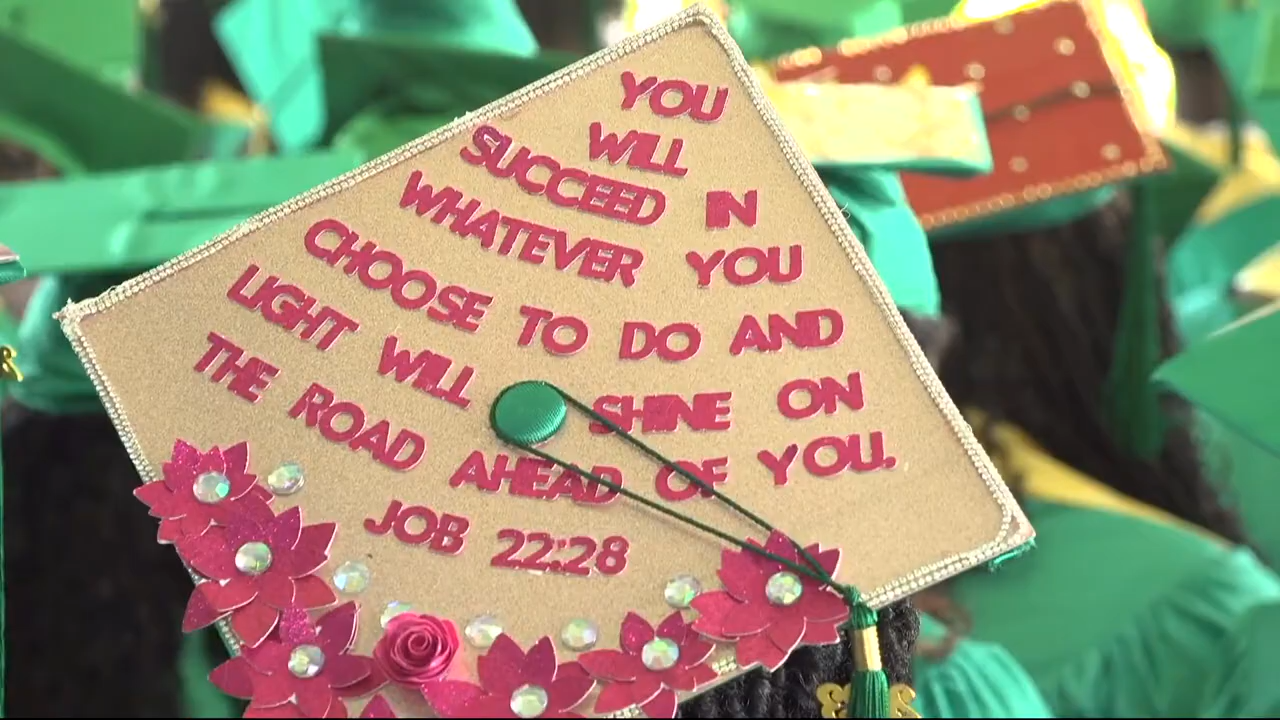 YOU
WILL
SUCCEED IN
WHATEVER YOU
CHOOSE TO DO AND
LIGHT WILL SHINE ON
THE ROAD AHEAD OF YOU.
JOB 22:28